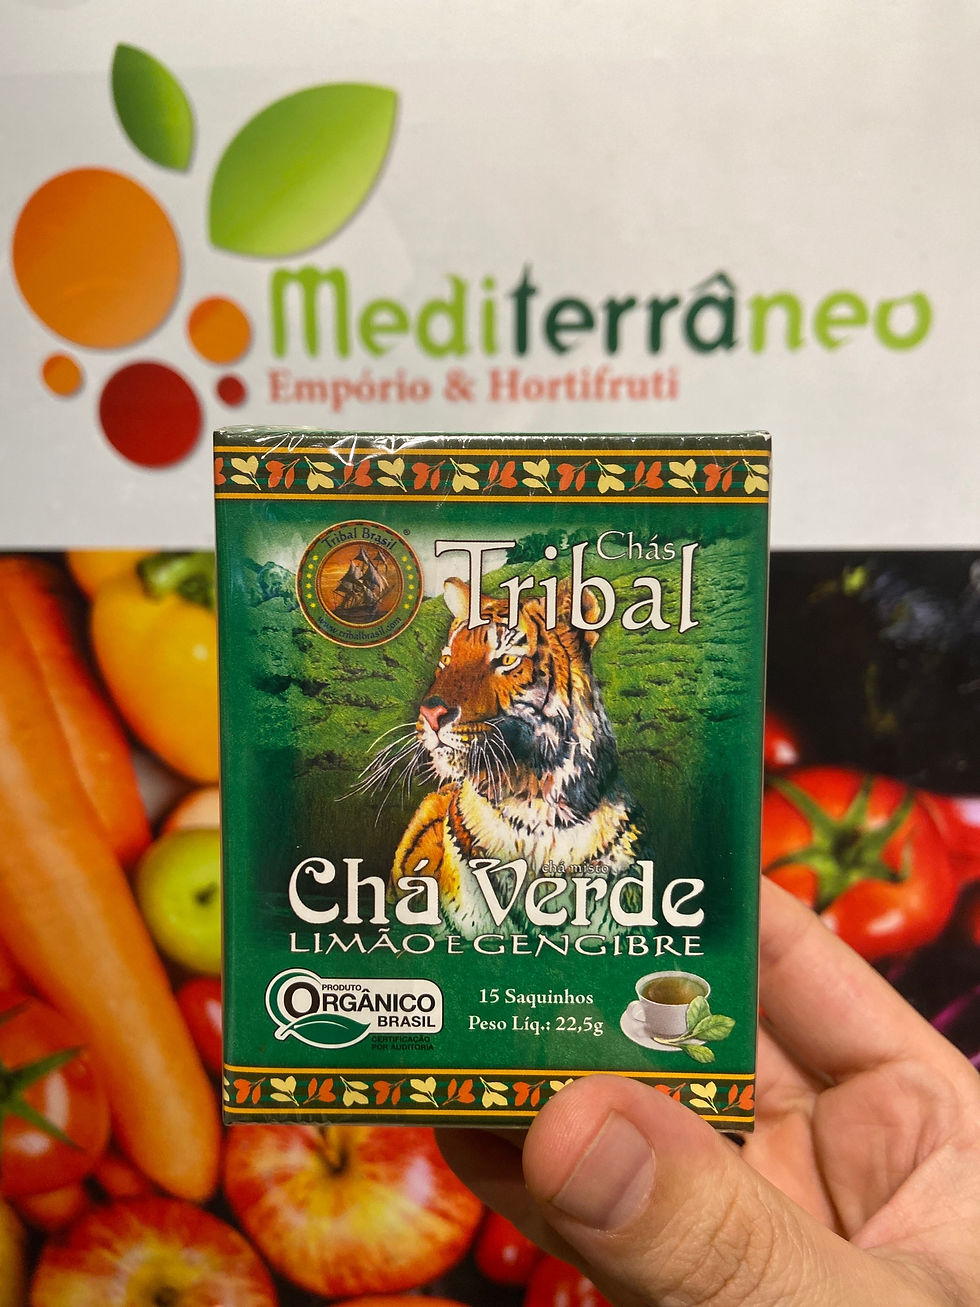 Mediterrâneo
Empório & Hortifruti
Tribal Brasil
®
www.tribalbrasil.com
Chás
Tribal
chá misto
Chá Verde
LIMÃO E GENGIBRE
PRODUTO
ORGÂNICO
BRASIL
CERTIFICAÇÃO
POR AUDITORIA
15 Saquinhos
Peso Líq.: 22,5g